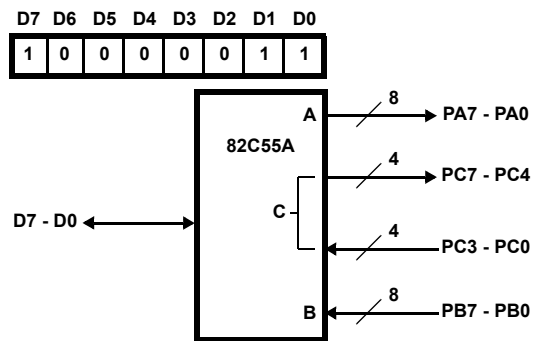 D7 D6 D5 D4 D3 D2 D1 D0
1 0 0 0 0 0 1 1
8
A
PA7 - PA0
82C55A
4
PC7 - PC4
C
D7 - D0
4
PC3 - PC0
8
B
PB7 - PB0